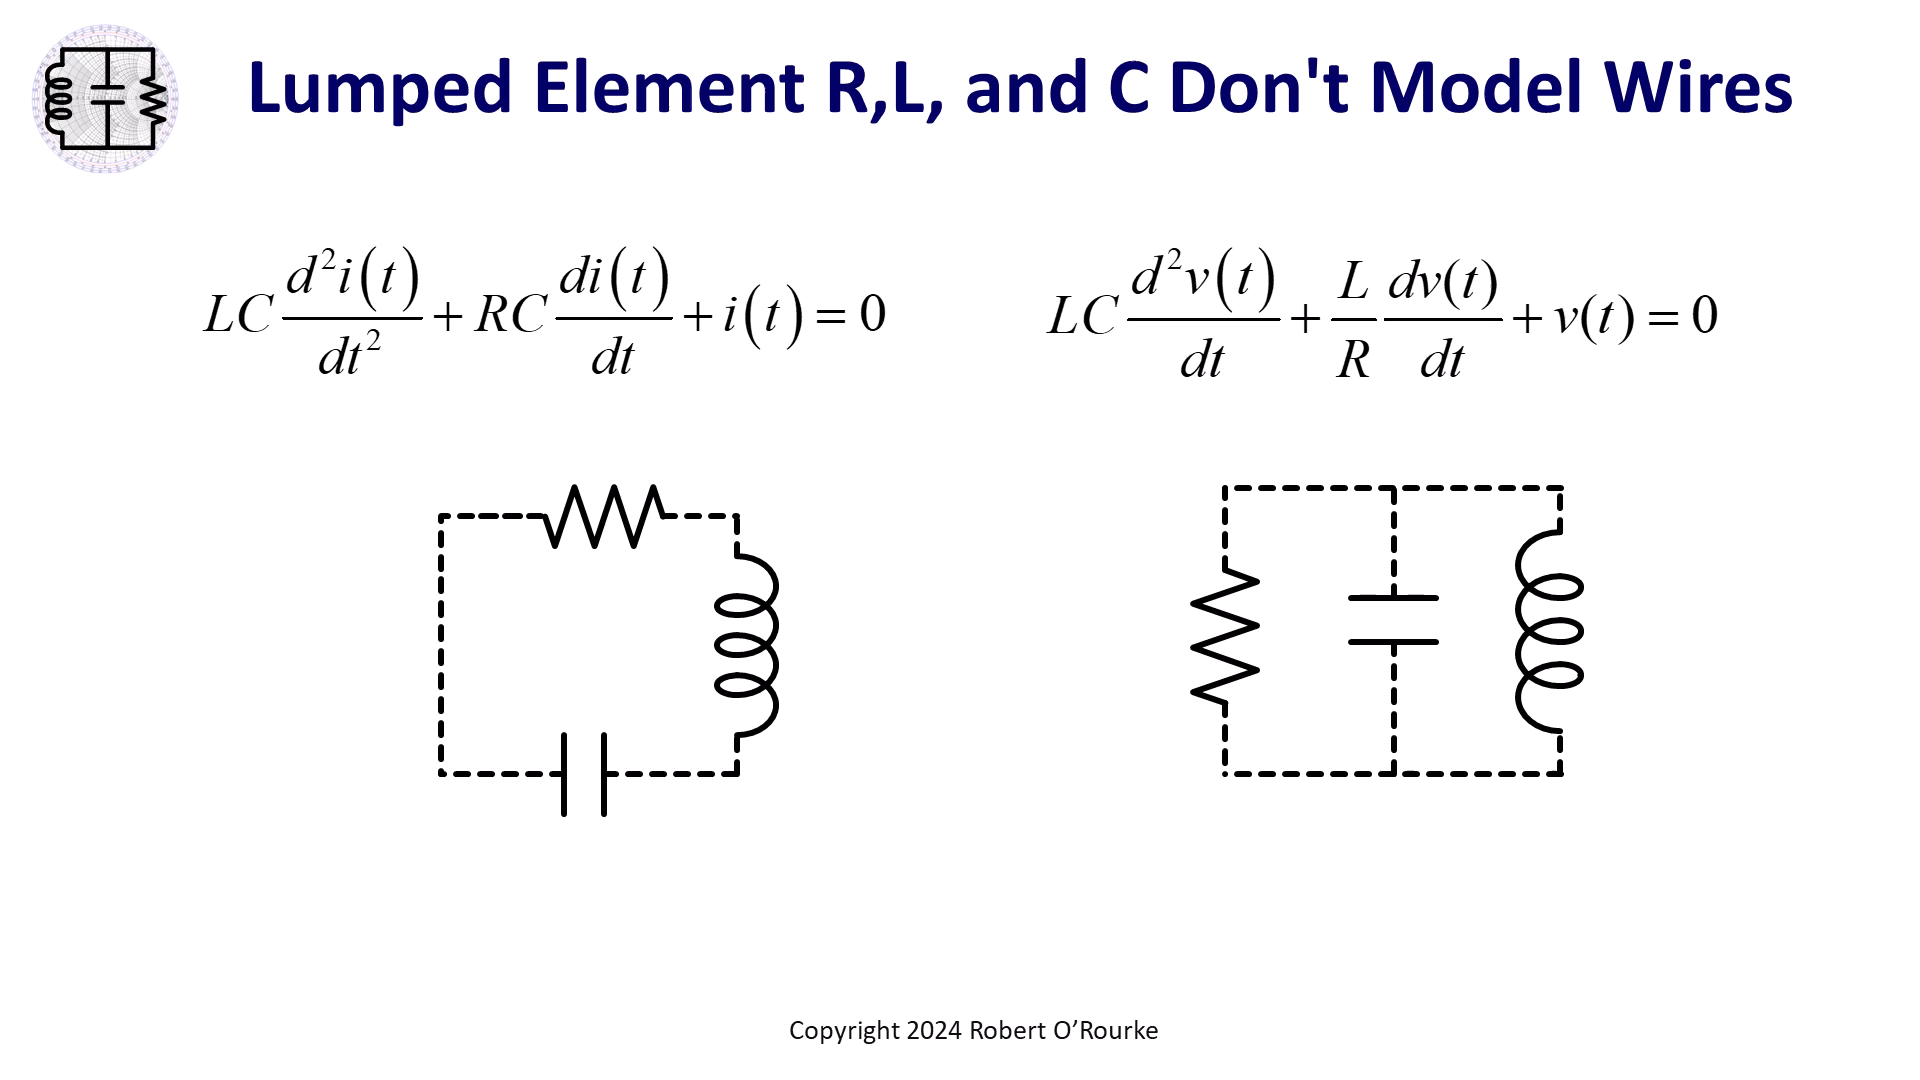 Lumped Element R,L, and C Don't Model Wires
LC d²i(t)/dt² + RC di(t)/dt + i(t) = 0
LC d²v(t)/dt + L/R dv(t)/dt + v(t) = 0
Copyright 2024 Robert O’Rourke